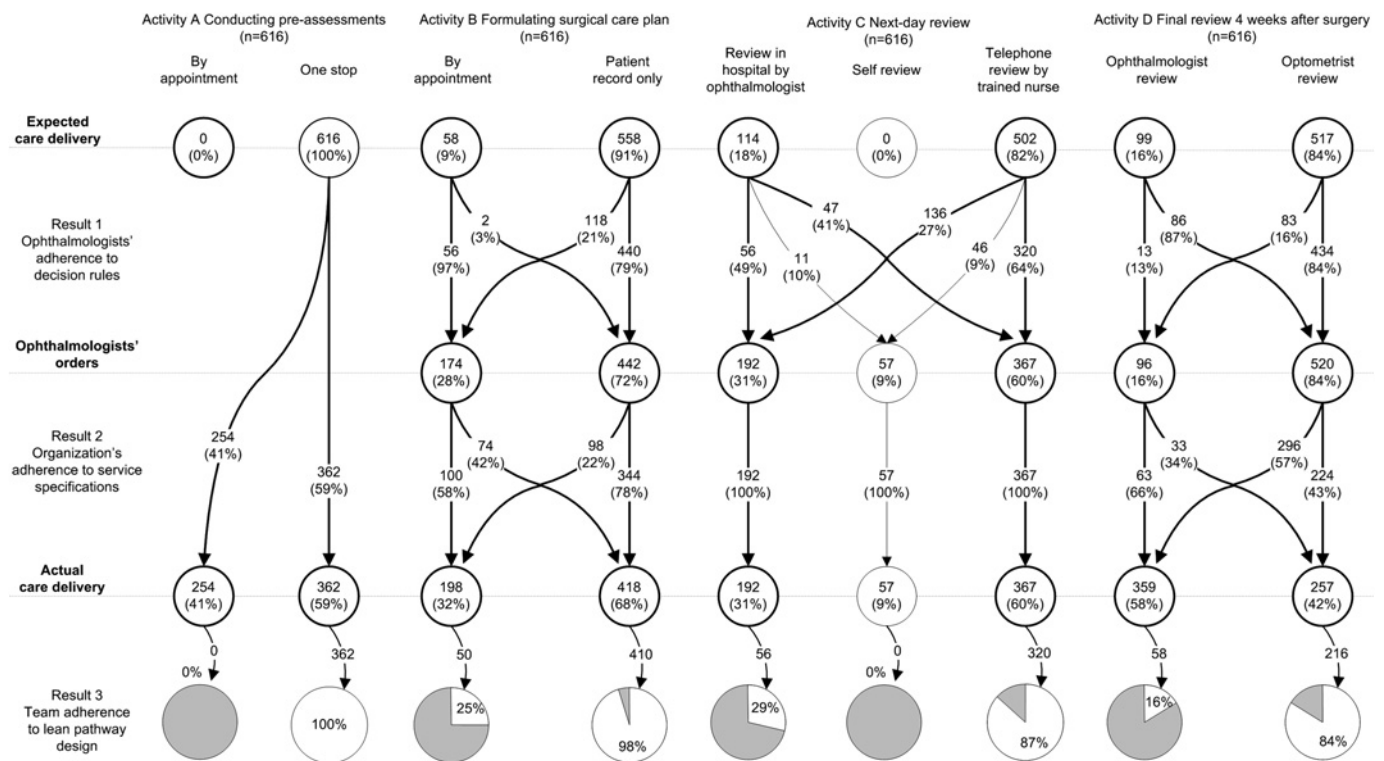 Activity A Conducting pre-assessments
(n=616)
By
appointment
One stop
Activity B Formulating surgical care plan
(n=616)
By
appointment
Patient
record only
Activity C Next-day review
(n=616)
Review in
hospital by
ophthalmologist
Self review
Telephone
review by
trained nurse
Activity D Final review 4 weeks after surgery
(n=616)
Ophthalmologist
review
Optometrist
review
Expected
care delivery
0
(0%)
616
(100%)
58
(9%)
558
(91%)
114
(18%)
0
(0%)
502
(82%)
99
(16%)
517
(84%)
Result 1
Ophthalmologists'
adherence to
decision rules
2
(3%)
118
(21%)
56
(97%)
440
(79%)
47
(41%)
136
27%)
56
(49%)
11
(10%)
46
(9%)
320
(64%)
86
(87%)
83
(16%)
13
(13%)
434
(84%)
Ophthalmologists'
orders
174
(28%)
442
(72%)
192
(31%)
57
(9%)
367
(60%)
96
(16%)
520
(84%)
Result 2
Organization's
adherence to service
specifications
254
(41%)
362
(59%)
74
(42%)
98
(22%)
100
(58%)
344
(78%)
192
(100%)
57
(100%)
367
(100%)
33
(34%)
296
(57%)
63
(66%)
224
(43%)
Actual
care delivery
254
(41%)
362
(59%)
198
(32%)
418
(68%)
192
(31%)
57
(9%)
367
(60%)
359
(58%)
257
(42%)
Result 3
Team adherence
to lean pathway
design
0
0%
362
100%
50
25%
410
98%
56
29%
0
0%
320
87%
58
16%
216
84%